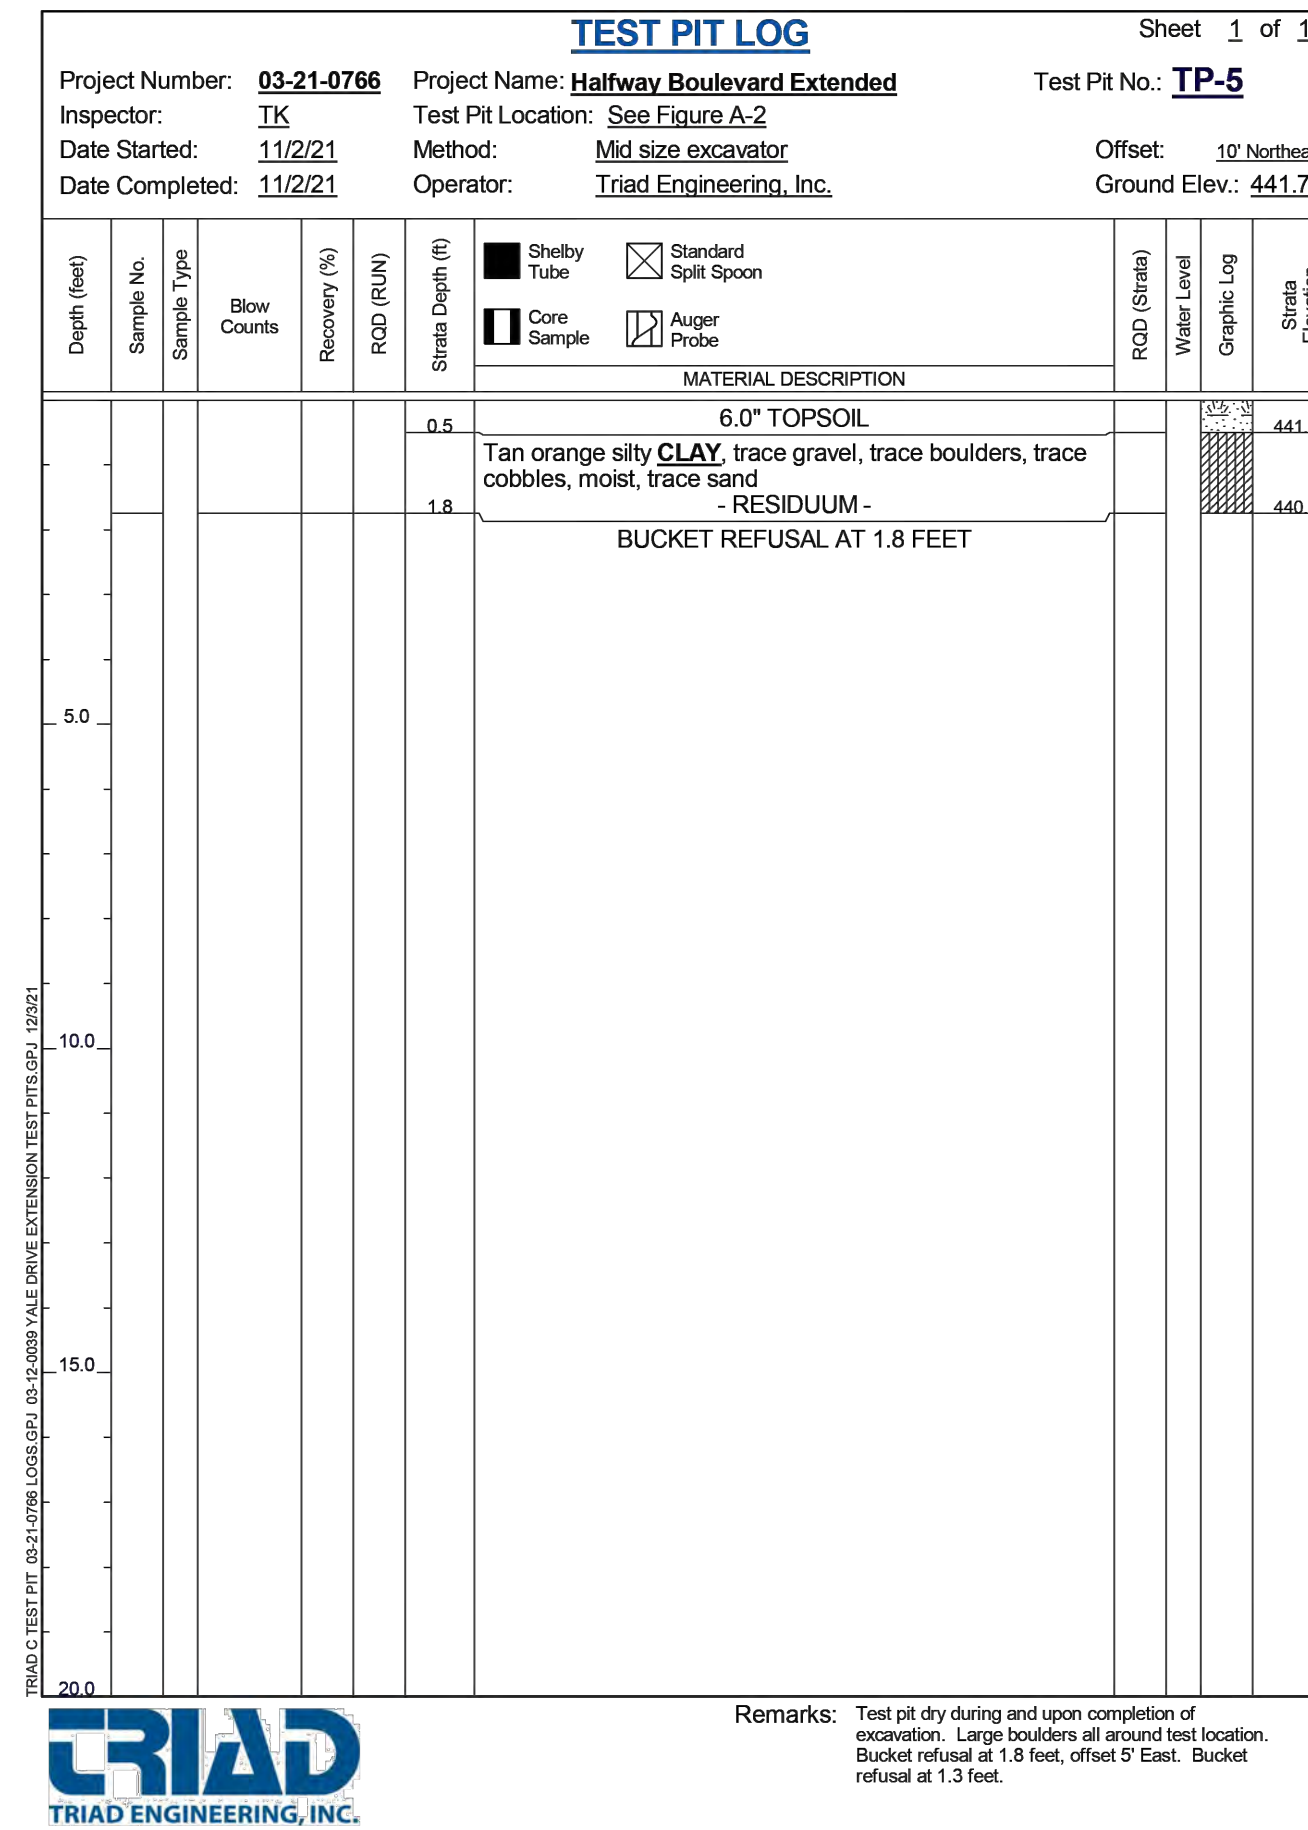 TEST PIT LOG
Sheet 1 of 1
Project Number: 03-21-0766 Project Name: Halfway Boulevard Extended Test Pit No.: TP-5
Inspector: TK Test Pit Location: See Figure A-2
Date Started: 11/2/21 Method: Mid size excavator Offset: 10' Northea
Date Completed: 11/2/21 Operator: Triad Engineering, Inc. Ground Elev.: 441.7
Depth (feet)
Sample No.
Sample Type
Blow
Counts
Recovery (%)
RQD (RUN)
Strata Depth (ft)
Shelby
Tube
Standard
Split Spoon
Core
Sample
Auger
Probe
MATERIAL DESCRIPTION
RQD (Strata)
Water Level
Graphic Log
Strata
0.5 6.0" TOPSOIL 441.
Tan orange silty CLAY, trace gravel, trace boulders, trace
cobbles, moist, trace sand
1.8 - RESIDUUM - 440.
BUCKET REFUSAL AT 1.8 FEET
5.0
10.0
15.0
20.0
TRIAD C TEST PIT 03-21-0766 LOGS.GPJ 03-12-0039 YALE DRIVE EXTENSION TEST PITS.GPJ 12/3/21
TRIAD
TRIAD ENGINEERING, INC.
Remarks: Test pit dry during and upon completion of
excavation. Large boulders all around test location.
Bucket refusal at 1.8 feet, offset 5' East. Bucket
refusal at 1.3 feet.